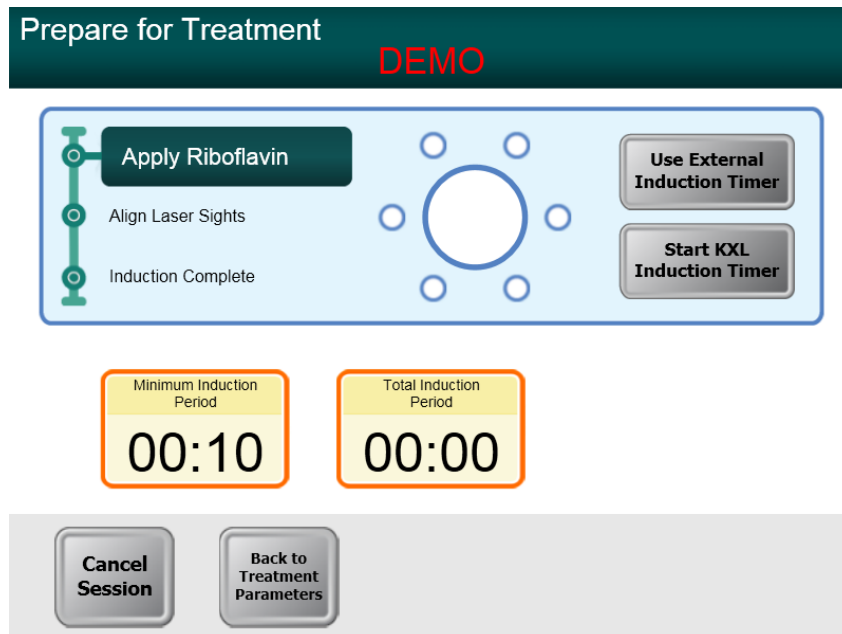 Prepare for Treatment
DEMO
Apply Riboflavin
Align Laser Sights
Induction Complete
Use External
Induction Timer
Start KXL
Induction Timer
Minimum Induction
Period
00:10
Total Induction
Period
00:00
Cancel
Session
Back to
Treatment
Parameters